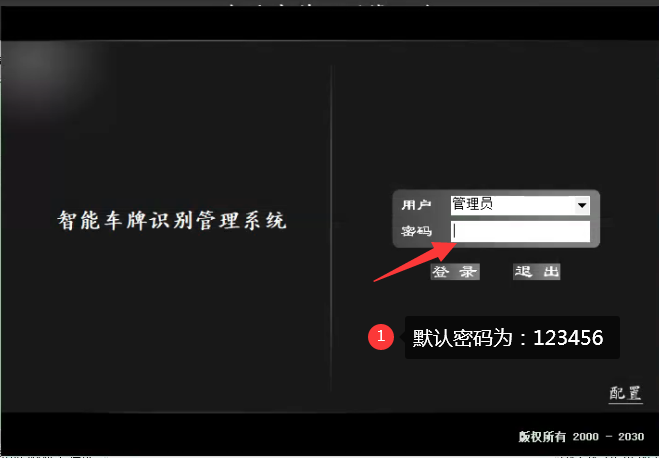 智能车牌识别管理系统
用户 管理员
密码
登 录 退 出
1 默认密码为：123456
配置
版权所有 2000 - 2030